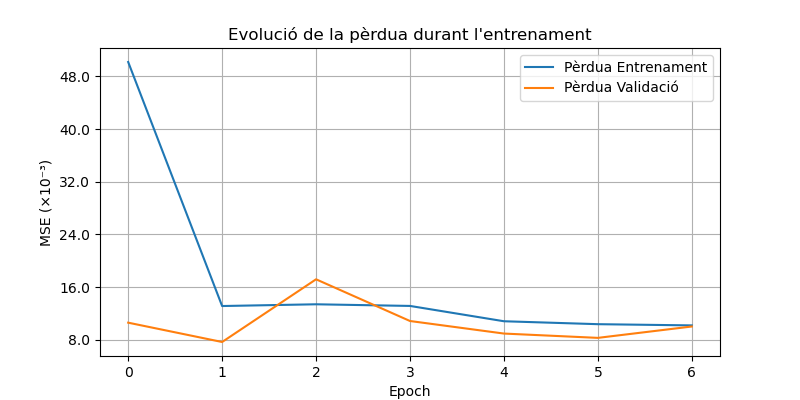 Evolució de la pèrdua durant l'entrenament
Pèrdua Entrenament
Pèrdua Validació
MSE (×10⁻³)
48.0
40.0
32.0
24.0
16.0
8.0
0 1 2 3 4 5 6
Epoch